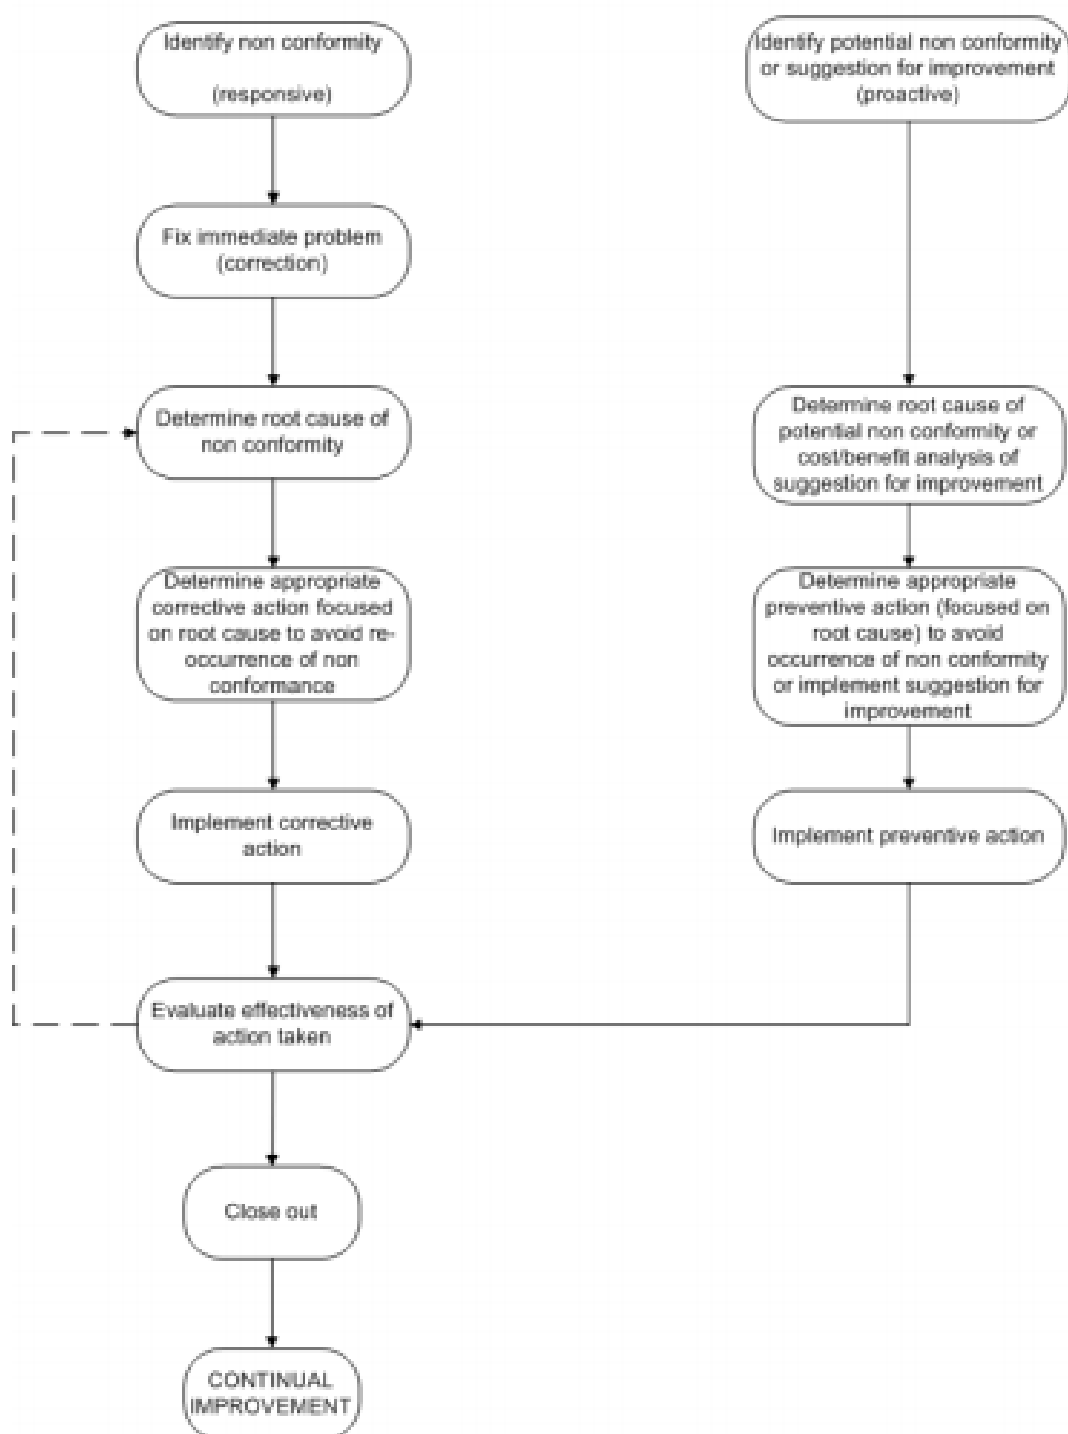 Identify non conformity
(responsive)
Identify potential non conformity
or suggestion for improvement
(proactive)
Fix immediate problem
(correction)
Determine root cause of
non conformity
Determine root cause of
potential non conformity or
cost/benefit analysis of
suggestion for improvement
Determine appropriate
corrective action focused
on root cause to avoid re-
occurrence of non
conformance
Determine appropriate
preventive action (focused on
root cause) to avoid
occurrence of non conformity
or implement suggestion for
improvement
Implement corrective
action
Implement preventive action
Evaluate effectiveness of
action taken
Close out
CONTINUAL
IMPROVEMENT